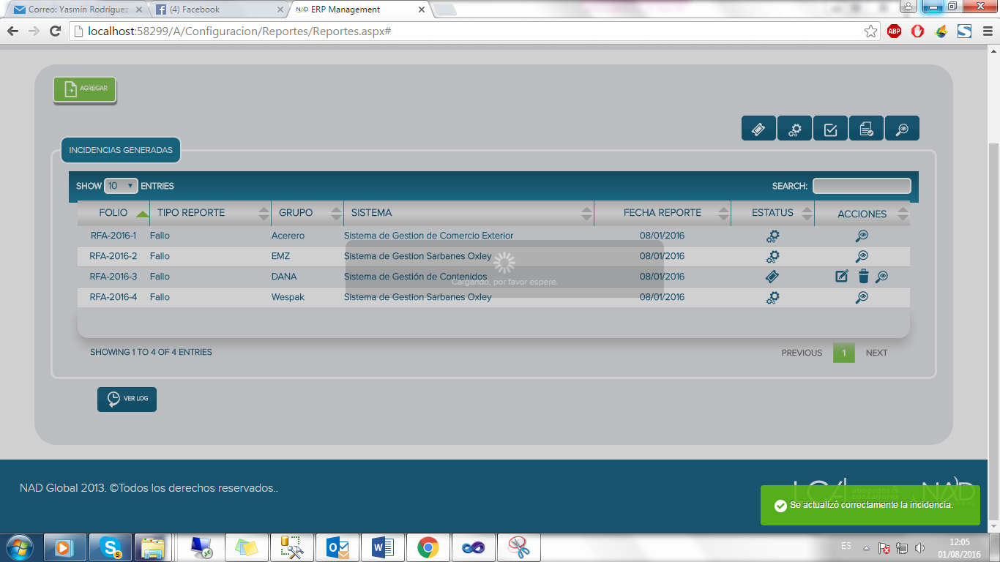 Correo: Yasmín Rodríguez
(4) Facebook
NAD ERP Management
localhost:58299/A/Configuracion/Reportes/Reportes.aspx#
ABP
AGREGAR
INCIDENCIAS GENERADAS
SHOW 10 ENTRIES
SEARCH:
FOLIO TIPO REPORTE GRUPO SISTEMA FECHA REPORTE ESTATUS ACCIONES
RFA-2016-1 Fallo Acerero Sistema de Gestion de Comercio Exterior 08/01/2016
RFA-2016-2 Fallo EMZ Sistema de Gestion Sarbanes Oxley 08/01/2016
RFA-2016-3 Fallo DANA Sistema de Gestión de Contenidos 08/01/2016
Cargando, por favor espere.
RFA-2016-4 Fallo Wespak Sistema de Gestion Sarbanes Oxley 08/01/2016
SHOWING 1 TO 4 OF 4 ENTRIES
PREVIOUS 1 NEXT
VER LOG
NAD Global 2013. ©Todos los derechos reservados..
NAD
Se actualizó correctamente la incidencia.
5
ES
12:05
01/08/2016